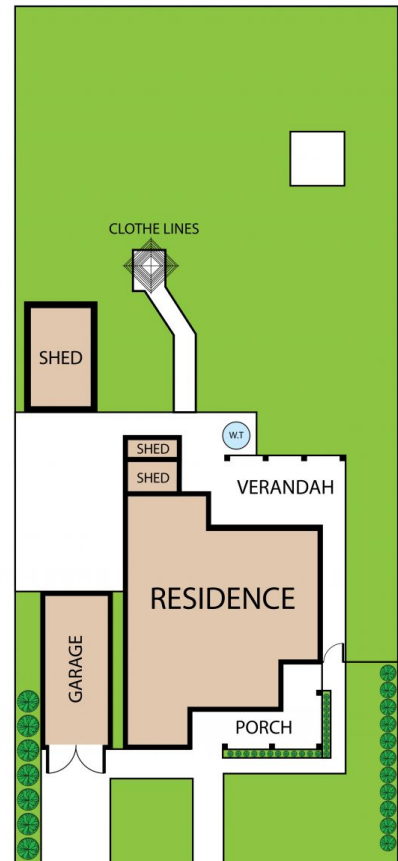 CLOTHE LINES
SHED
W.T
SHED
SHED
VERANDAH
RESIDENCE
GARAGE
PORCH